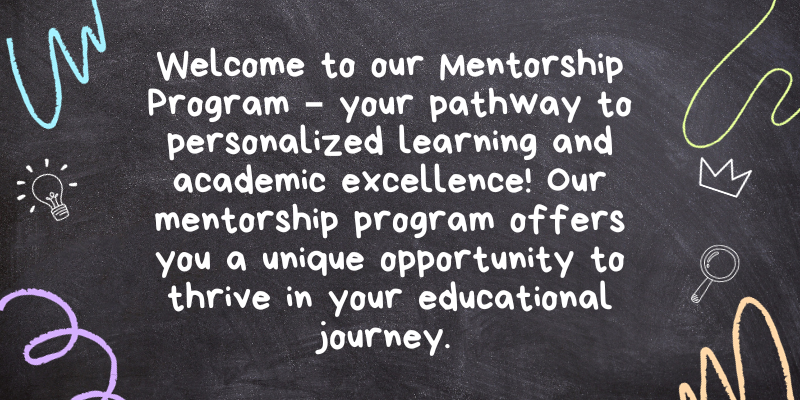 Welcome to our Mentorship
Program – your pathway to
personalized learning and
academic excellence! Our
mentorship program offers
you a unique opportunity to
thrive in your educational
journey.